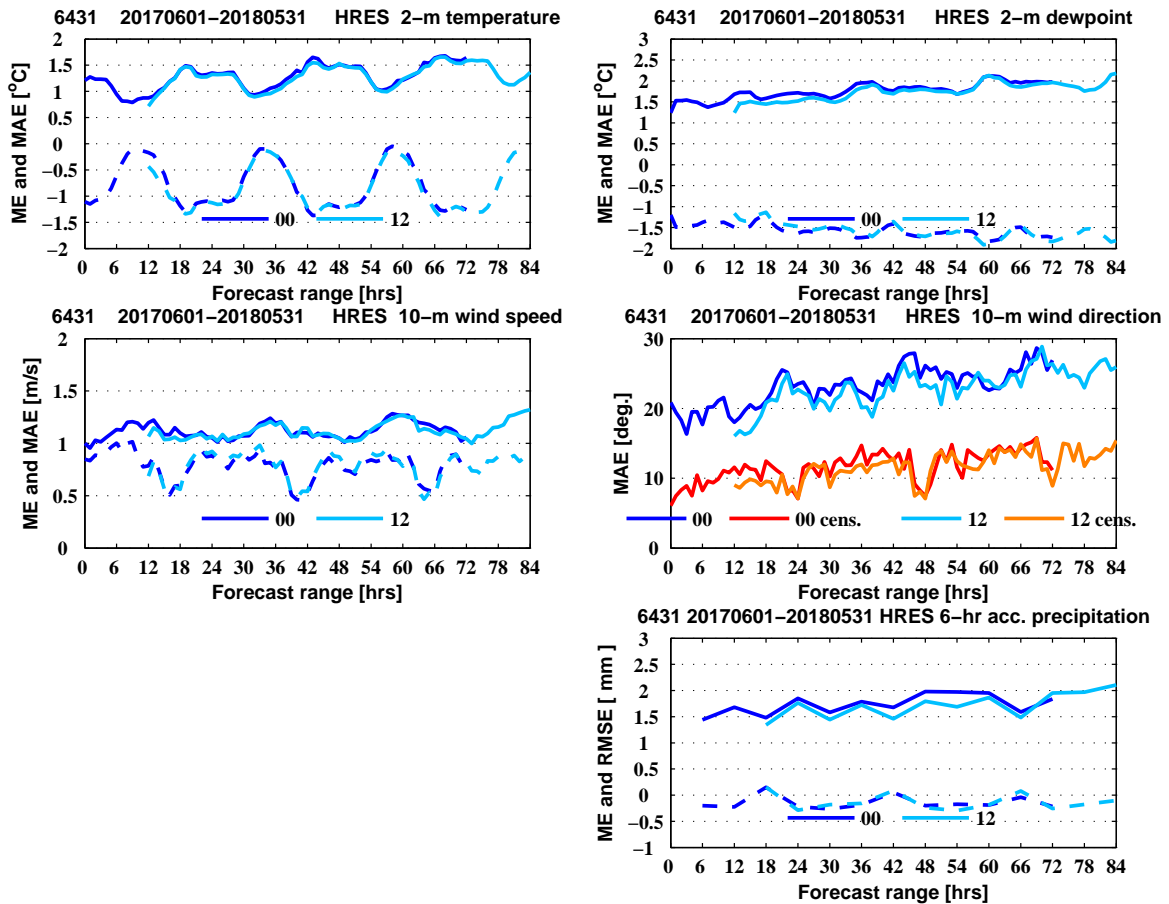 6431 20170601−20180531 HRES 2−m temperature
ME and MAE [°C]
2
1.5
1
0.5
0
−0.5
−1
−1.5
−2
00 12
0 6 12 18 24 30 36 42 48 54 60 66 72 78 84
Forecast range [hrs]
6431 20170601−20180531 HRES 2−m dewpoint
ME and MAE [°C]
3
2.5
2
1.5
1
0.5
0
−0.5
−1
−1.5
−2
00 12
0 6 12 18 24 30 36 42 48 54 60 66 72 78 84
Forecast range [hrs]
6431 20170601−20180531 HRES 10−m wind speed
ME and MAE [m/s]
2
1.5
1
0.5
0
00 12
0 6 12 18 24 30 36 42 48 54 60 66 72 78 84
Forecast range [hrs]
6431 20170601−20180531 HRES 10−m wind direction
MAE [deg.]
30
20
10
0
00 00 cens. 12 12 cens.
0 6 12 18 24 30 36 42 48 54 60 66 72 78 84
Forecast range [hrs]
6431 20170601−20180531 HRES 6−hr acc. precipitation
ME and RMSE [ mm ]
3
2.5
2
1.5
1
0.5
0
−0.5
−1
00 12
0 6 12 18 24 30 36 42 48 54 60 66 72 78 84
Forecast range [hrs]